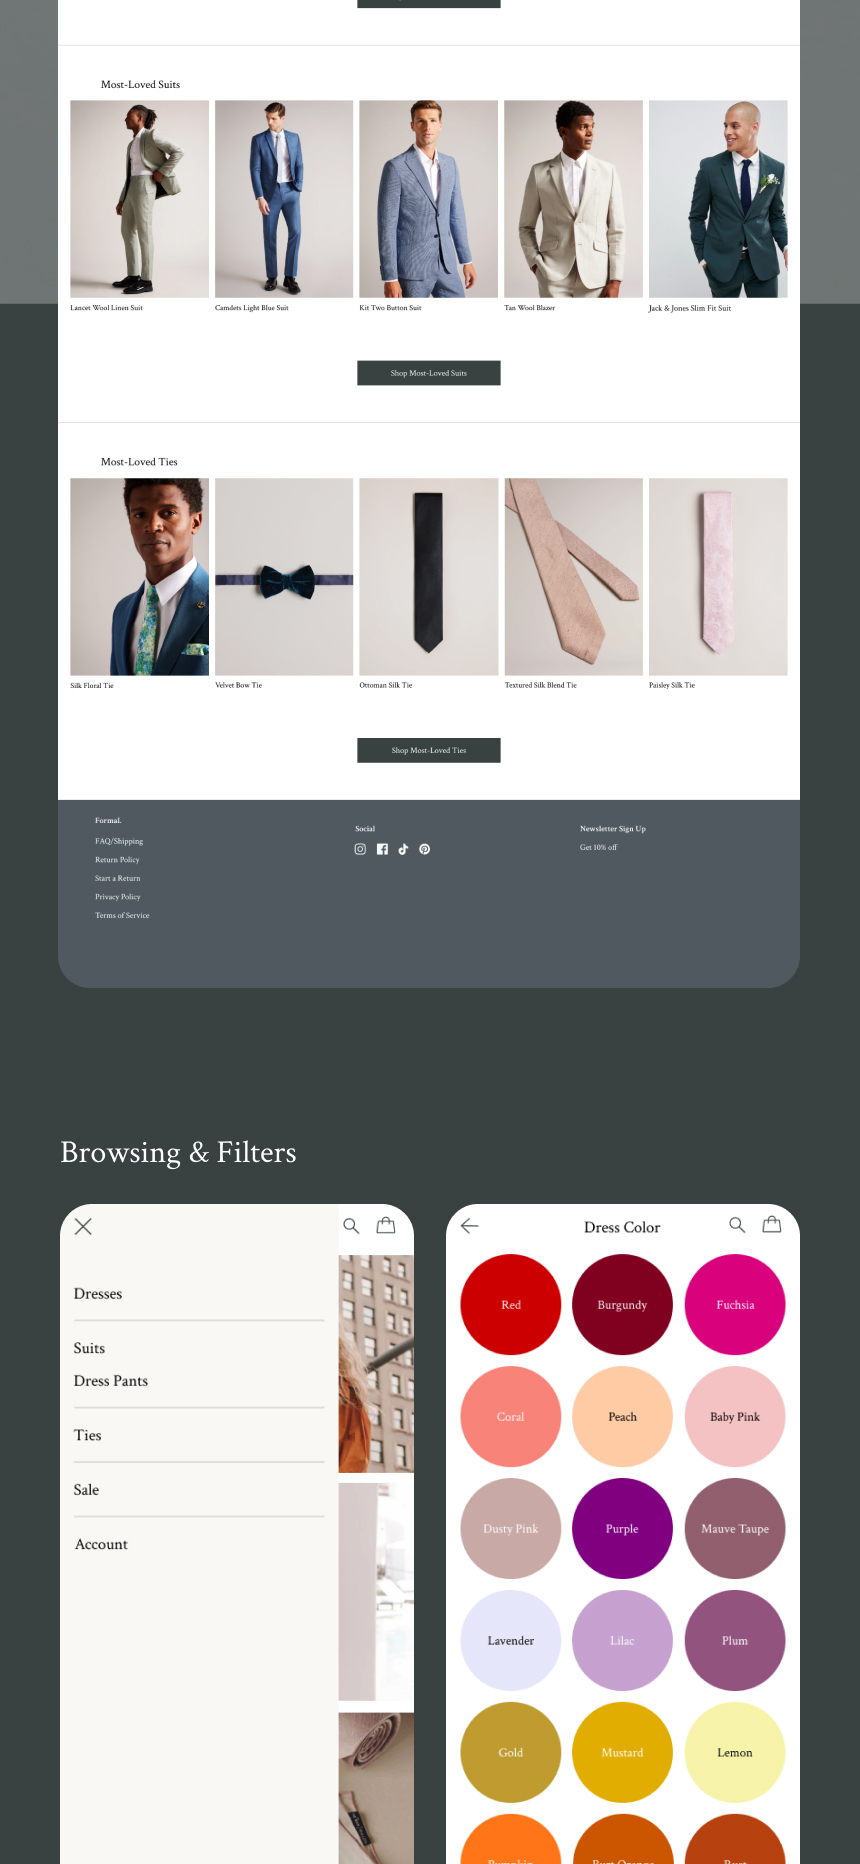 Most-Loved Suits
Lancet Wool Linen Suit
Camdets Light Blue Suit
Kit Two Button Suit
Tan Wool Blazer
Jack & Jones Slim Fit Suit
Shop Most-Loved Suits
Most-Loved Ties
Silk Floral Tie
Velvet Bow Tie
Ottoman Silk Tie
Textured Silk Blend Tie
Paisley Silk Tie
Shop Most-Loved Ties
Formal.
FAQ/Shipping
Return Policy
Start a Return
Privacy Policy
Terms of Service
Social
Newsletter Sign Up
Get 10% off
Browsing & Filters
Dresses
Suits
Dress Pants
Ties
Sale
Account
Dress Color
Red
Burgundy
Fuchsia
Coral
Peach
Baby Pink
Dusty Pink
Purple
Mauve Taupe
Lavender
Lilac
Plum
Gold
Mustard
Lemon
Pumpkin
Burt Orange